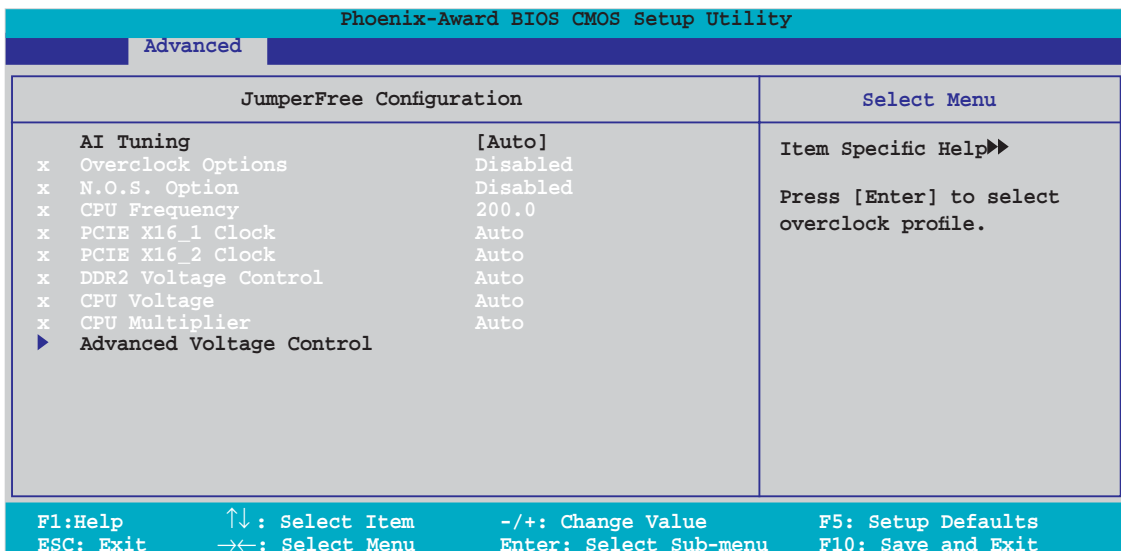 Phoenix-Award BIOS CMOS Setup Utility
Advanced
JumperFree Configuration
Select Menu
AI Tuning [Auto]
x Overclock Options Disabled
x N.O.S. Option Disabled
x CPU Frequency 200.0
x PCIE X16_1 Clock Auto
x PCIE X16_2 Clock Auto
x DDR2 Voltage Control Auto
x CPU Voltage Auto
x CPU Multiplier Auto
Advanced Voltage Control
Item Specific Help
Press [Enter] to select
overclock profile.
F1:Help ↑↓: Select Item -/+: Change Value F5: Setup Defaults
ESC: Exit →←: Select Menu Enter: Select Sub-menu F10: Save and Exit